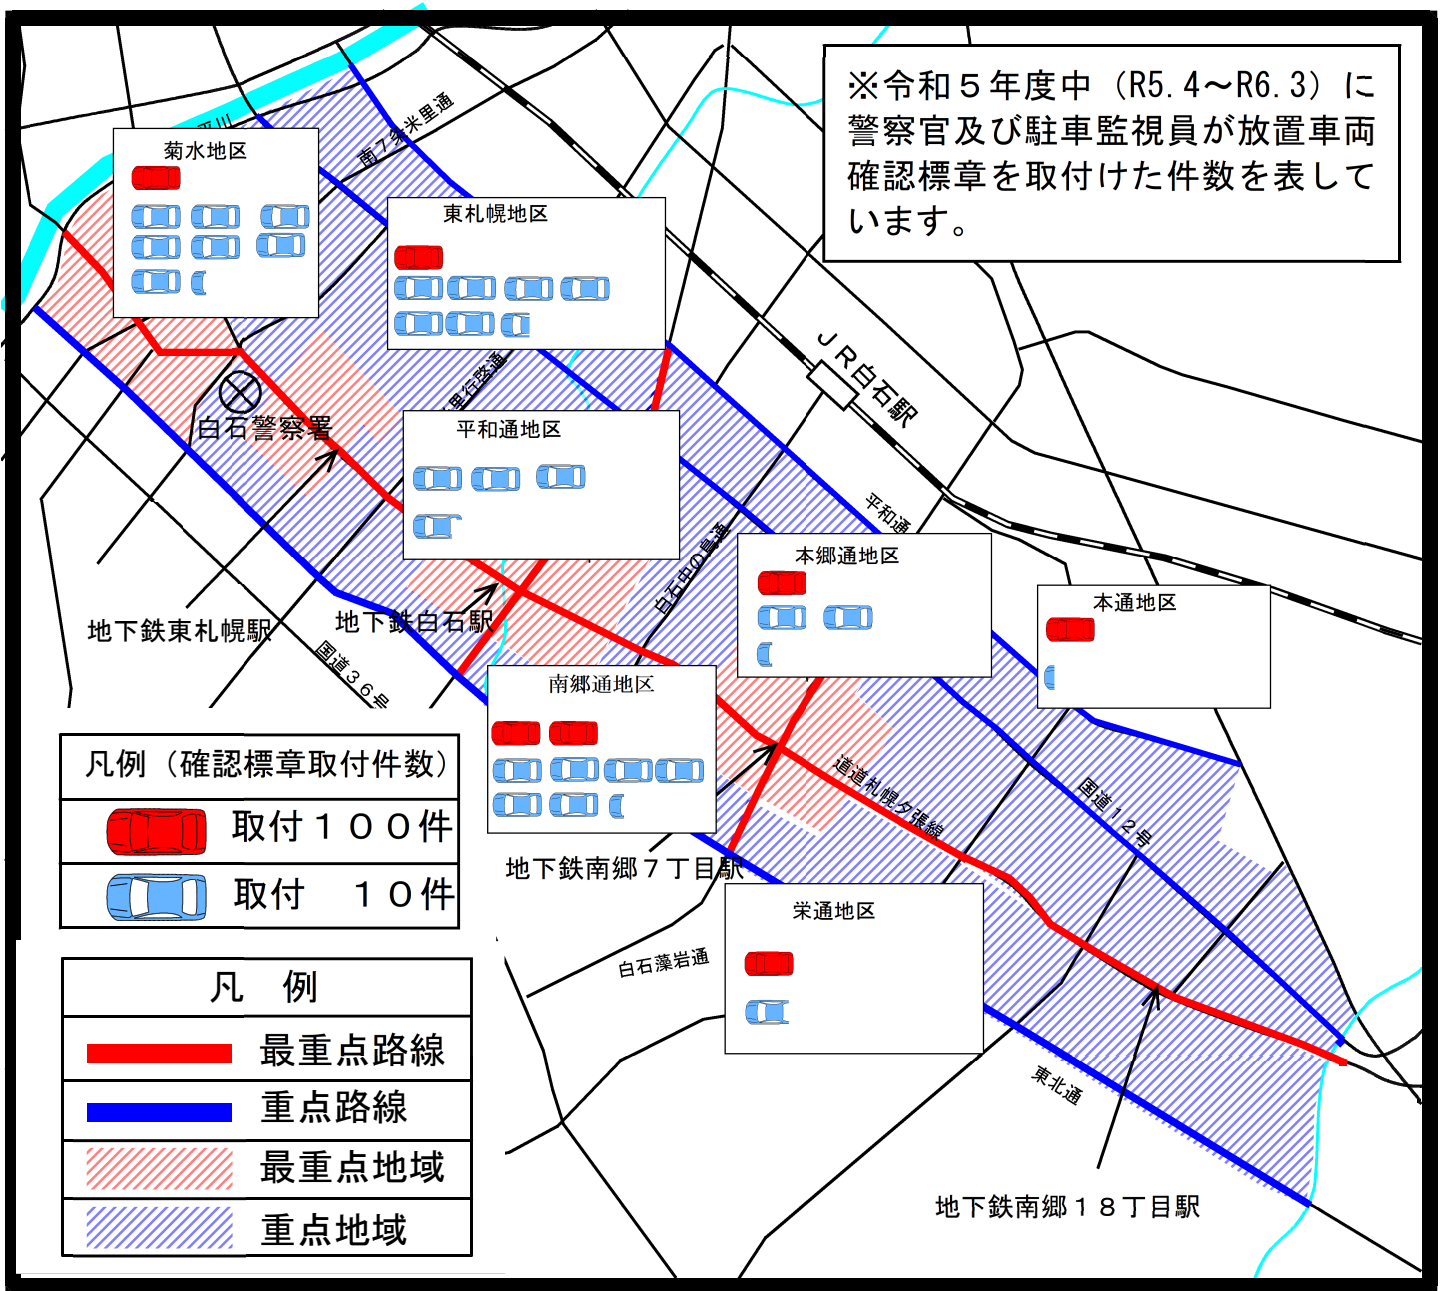 ※令和５年度中（R5.4～R6.3）に
警察官及び駐車監視員が放置車両
確認標章を取付けた件数を表して
います。
平川
南７条米里通
菊水地区
東札幌地区
ＪＲ白石駅
里行啓通
白石警察署
平和通地区
平和通
白石中の島通
本郷通地区
本通地区
地下鉄東札幌駅
地下鉄白石駅
国道３６号
南郷通地区
道道札幌夕張線
国道１２号
凡例（確認標章取付件数）
取付１００件
取付　１０件
地下鉄南郷７丁目駅
栄通地区
白石藻岩通
凡　例
最重点路線
重点路線
最重点地域
重点地域
東北通
地下鉄南郷１８丁目駅